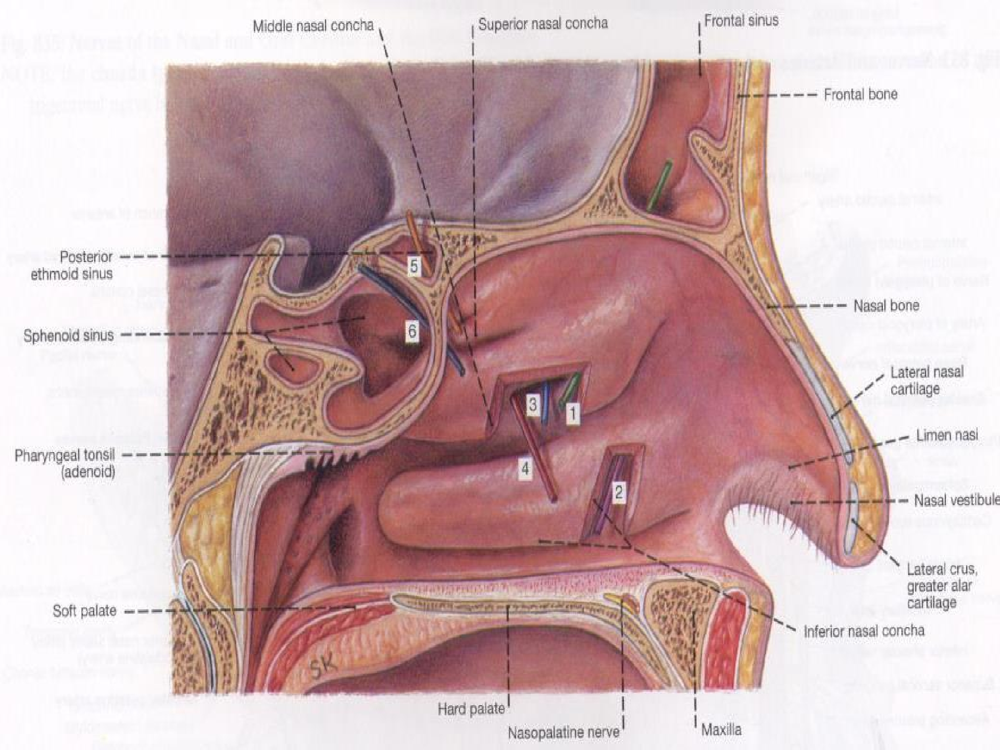 Middle nasal concha
Superior nasal concha
Frontal sinus
Frontal bone
Posterior
ethmoid sinus
5
Nasal bone
Sphenoid sinus
6
Lateral nasal
cartilage
3
1
Limen nasi
Pharyngeal tonsil
(adenoid)
4
2
Nasal vestibule
Lateral crus,
greater alar
cartilage
Soft palate
Inferior nasal concha
SK
Hard palate
Nasopalatine nerve
Maxilla